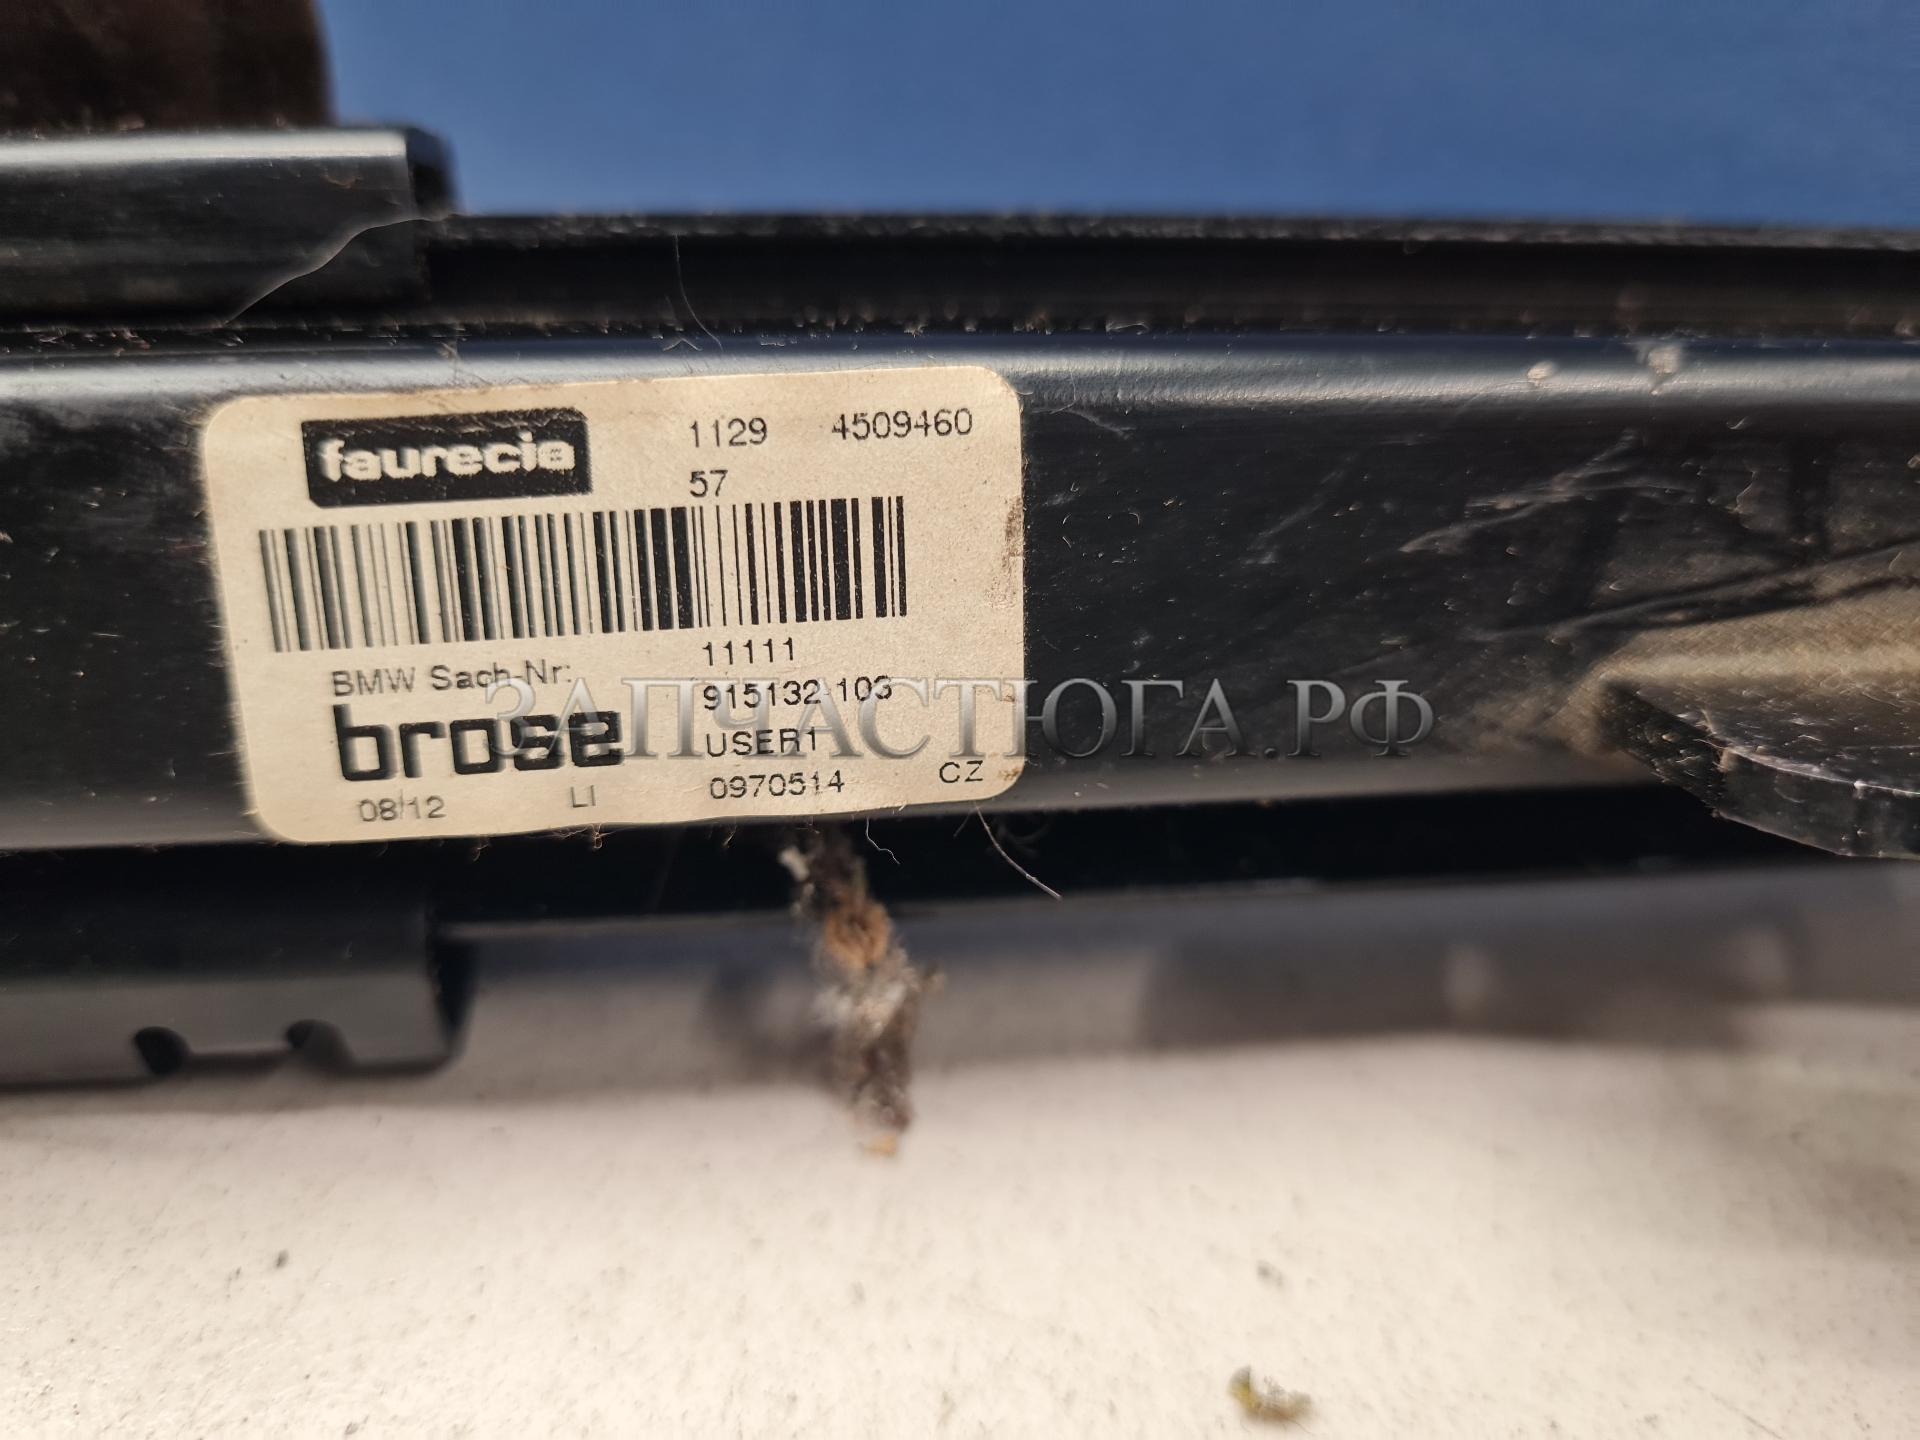 faurecia
1129 4509460
57
11111
BMW Sach-Nr:
915132-103
brose
USER1
08/12 LI 0970514 CZ
ЗАПЧАСТЮГА.РФ